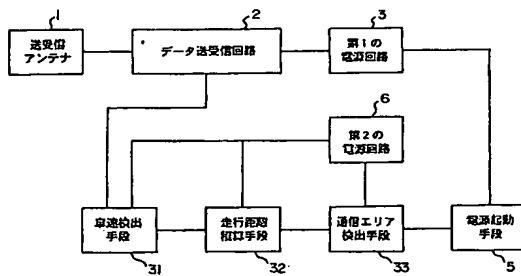 1
2
3
送受信
アンテナ
データ送受信回路
第1の
電源回路
6
第2の
電源回路
車速検出
手段
走行距離
積算手段
通信エリア
検出手段
電源起動
手段
31
32
33
5